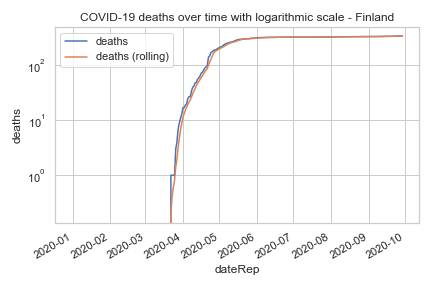 COVID-19 deaths over time with logarithmic scale - Finland
deaths
deaths (rolling)
10²
10¹
10⁰
deaths
2020-01
2020-02
2020-03
2020-04
2020-05
2020-06
2020-07
2020-08
2020-09
2020-10
dateRep